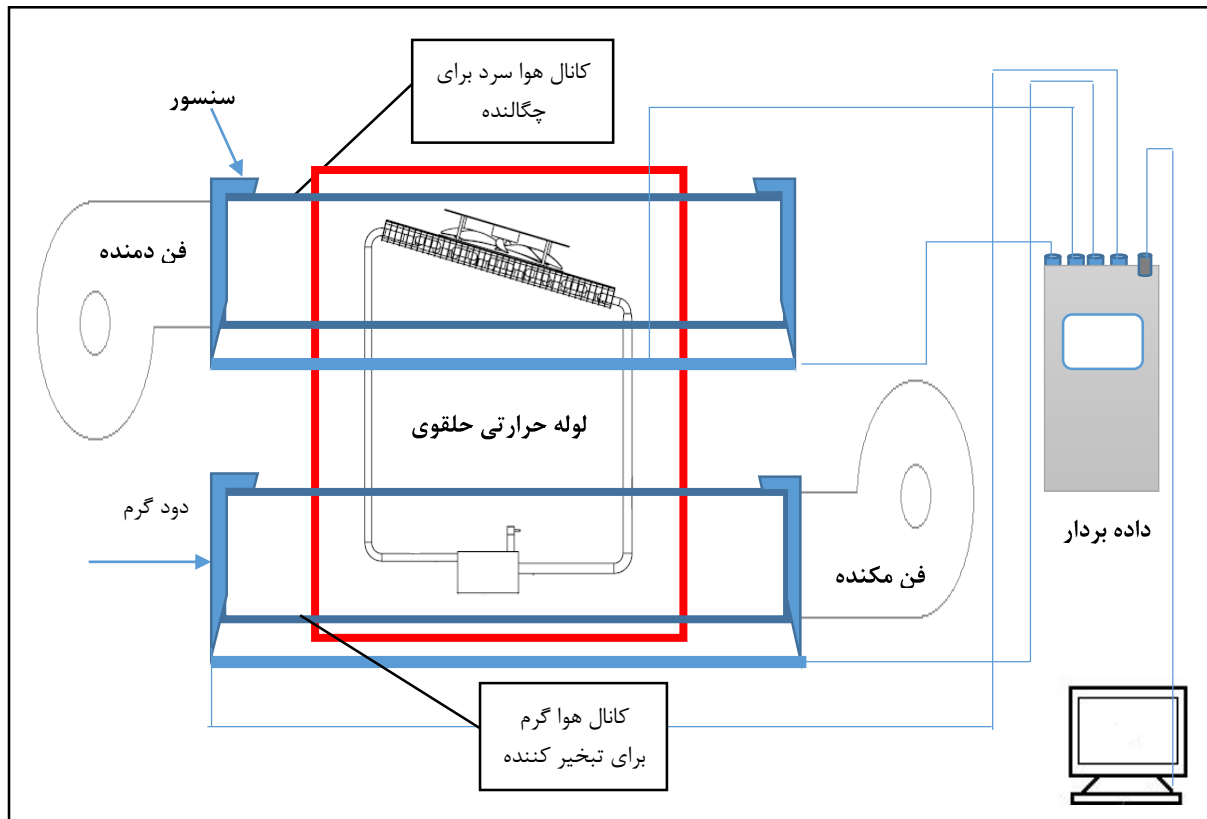 کانال هوا سرد برای
چگالنده
سنسور
فن دمنده
لوله حرارتی حلقوی
دود گرم
داده بردار
فن مکنده
کانال هوا گرم
برای تبخیر کننده